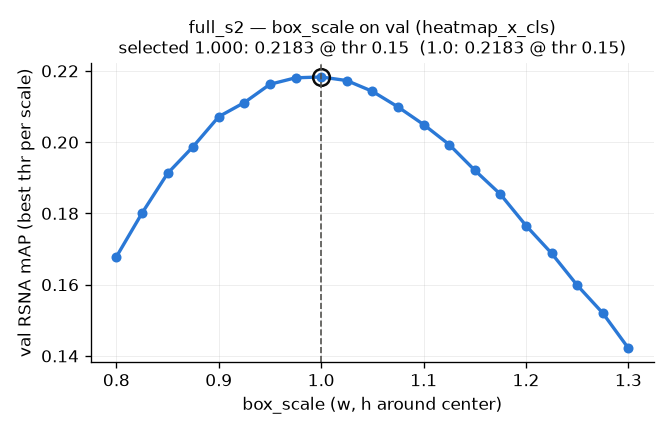 full_s2 — box_scale on val (heatmap_x_cls)
selected 1.000: 0.2183 @ thr 0.15  (1.0: 0.2183 @ thr 0.15)
val RSNA mAP (best thr per scale)
0.22
0.20
0.18
0.16
0.14
0.8 0.9 1.0 1.1 1.2 1.3
box_scale (w, h around center)